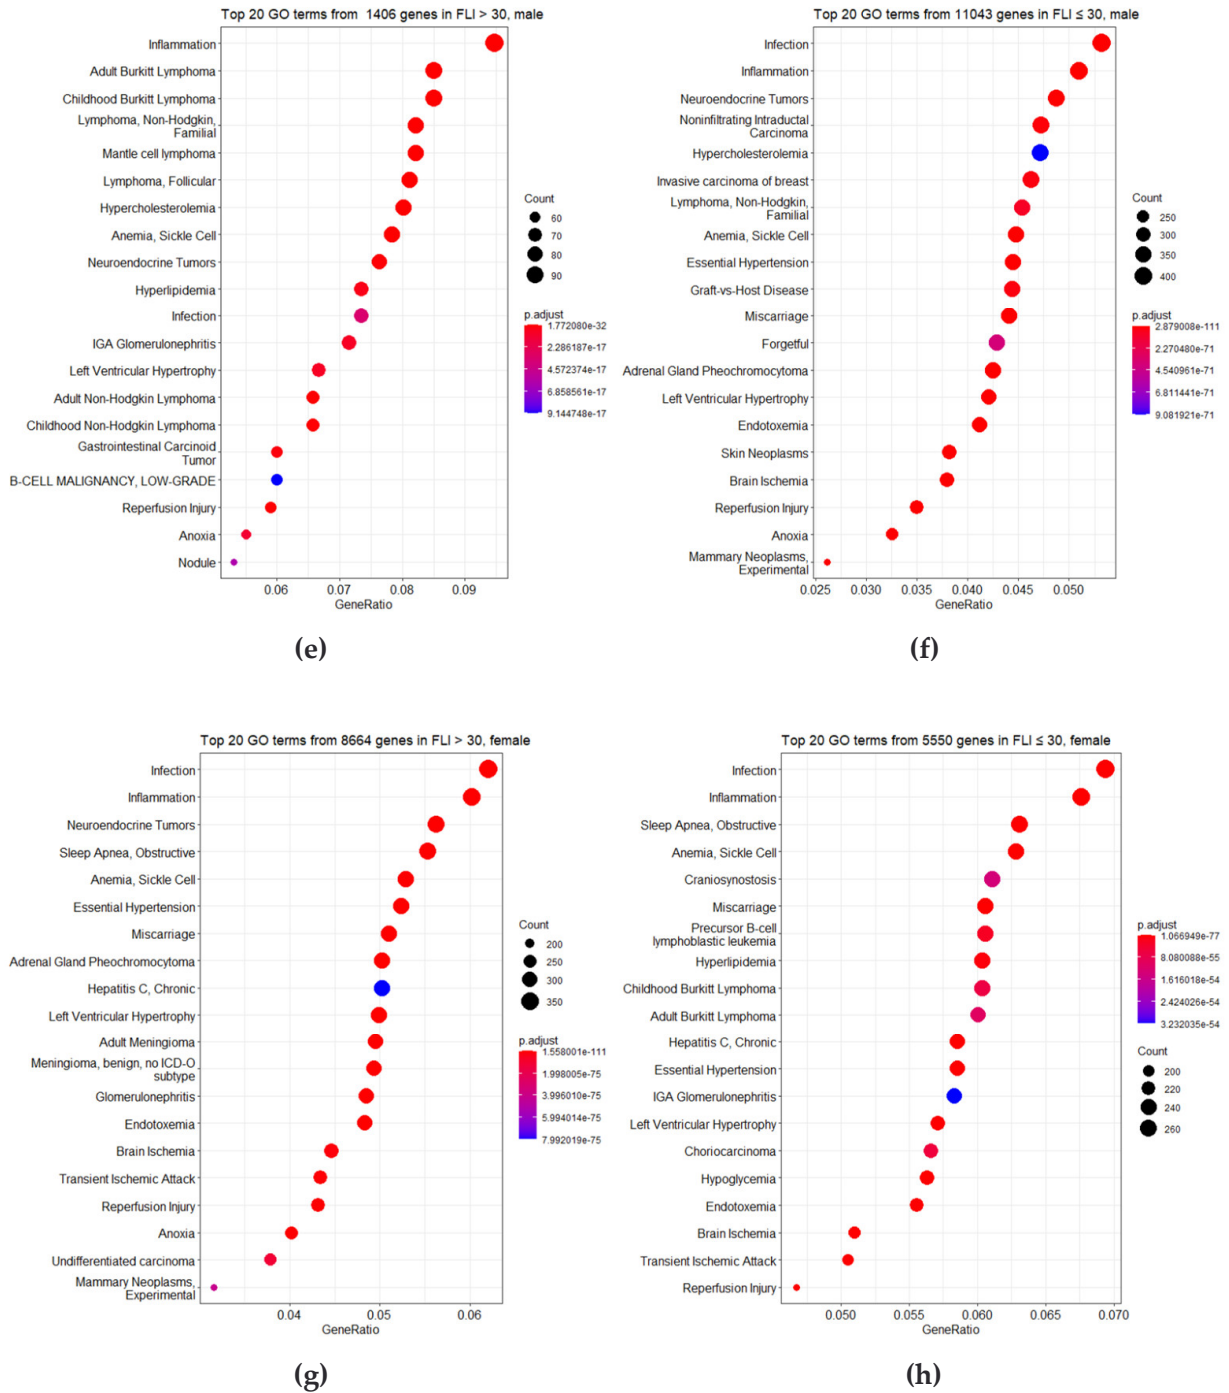 Top 20 GO terms from 1406 genes in FLI > 30, male
Inflammation
Adult Burkitt Lymphoma
Childhood Burkitt Lymphoma
Lymphoma, Non-Hodgkin,
Familial
Mantle cell lymphoma
Lymphoma, Follicular
Hypercholesterolemia
Anemia, Sickle Cell
Neuroendocrine Tumors
Hyperlipidemia
Infection
IGA Glomerulonephritis
Left Ventricular Hypertrophy
Adult Non-Hodgkin Lymphoma
Childhood Non-Hodgkin Lymphoma
Gastrointestinal Carcinoid
Tumor
B-CELL MALIGNANCY, LOW-GRADE
Reperfusion Injury
Anoxia
Nodule
0.06 0.07 0.08 0.09
GeneRatio
Count
60
70
80
90
p.adjust
1.772080e-32
2.286187e-17
4.572374e-17
6.858561e-17
9.144748e-17
(e)
Top 20 GO terms from 11043 genes in FLI ≤ 30, male
Infection
Inflammation
Neuroendocrine Tumors
Noninfiltrating Intraductal
Carcinoma
Hypercholesterolemia
Invasive carcinoma of breast
Lymphoma, Non-Hodgkin,
Familial
Anemia, Sickle Cell
Essential Hypertension
Graft-vs-Host Disease
Miscarriage
Forgetful
Adrenal Gland Pheochromocytoma
Left Ventricular Hypertrophy
Endotoxemia
Skin Neoplasms
Brain Ischemia
Reperfusion Injury
Anoxia
Mammary Neoplasms,
Experimental
0.025 0.030 0.035 0.040 0.045 0.050
GeneRatio
Count
250
300
350
400
p.adjust
2.879008e-111
2.270480e-71
4.540961e-71
6.811441e-71
9.081921e-71
(f)
Top 20 GO terms from 8664 genes in FLI > 30, female
Infection
Inflammation
Neuroendocrine Tumors
Sleep Apnea, Obstructive
Anemia, Sickle Cell
Essential Hypertension
Miscarriage
Adrenal Gland Pheochromocytoma
Hepatitis C, Chronic
Left Ventricular Hypertrophy
Adult Meningioma
Meningioma, benign, no ICD-O
subtype
Glomerulonephritis
Endotoxemia
Brain Ischemia
Transient Ischemic Attack
Reperfusion Injury
Anoxia
Undifferentiated carcinoma
Mammary Neoplasms,
Experimental
0.04 0.05 0.06
GeneRatio
Count
200
250
300
350
p.adjust
1.558001e-111
1.998005e-75
3.996010e-75
5.994014e-75
7.992019e-75
(g)
Top 20 GO terms from 5550 genes in FLI ≤ 30, female
Infection
Inflammation
Sleep Apnea, Obstructive
Anemia, Sickle Cell
Craniosynostosis
Miscarriage
Precursor B-cell
lymphoblastic leukemia
Hyperlipidemia
Childhood Burkitt Lymphoma
Adult Burkitt Lymphoma
Hepatitis C, Chronic
Essential Hypertension
IGA Glomerulonephritis
Left Ventricular Hypertrophy
Choriocarcinoma
Hypoglycemia
Endotoxemia
Brain Ischemia
Transient Ischemic Attack
Reperfusion Injury
0.050 0.055 0.060 0.065 0.070
GeneRatio
p.adjust
1.066949e-77
8.080088e-55
1.616018e-54
2.424026e-54
3.232035e-54
Count
200
220
240
260
(h)